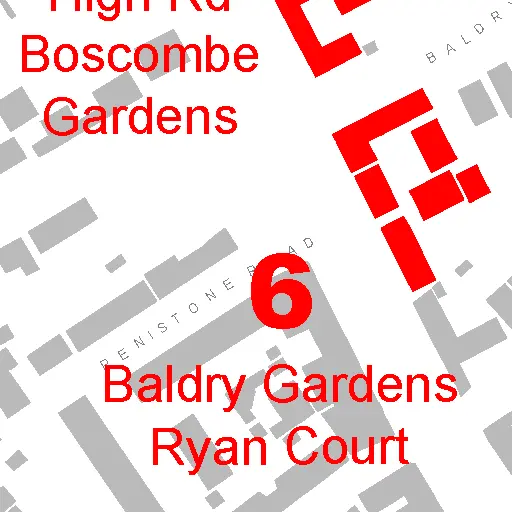 High Rd
Boscombe
Gardens
BALDRY
PENISTONE ROAD
6
Baldry Gardens
Ryan Court